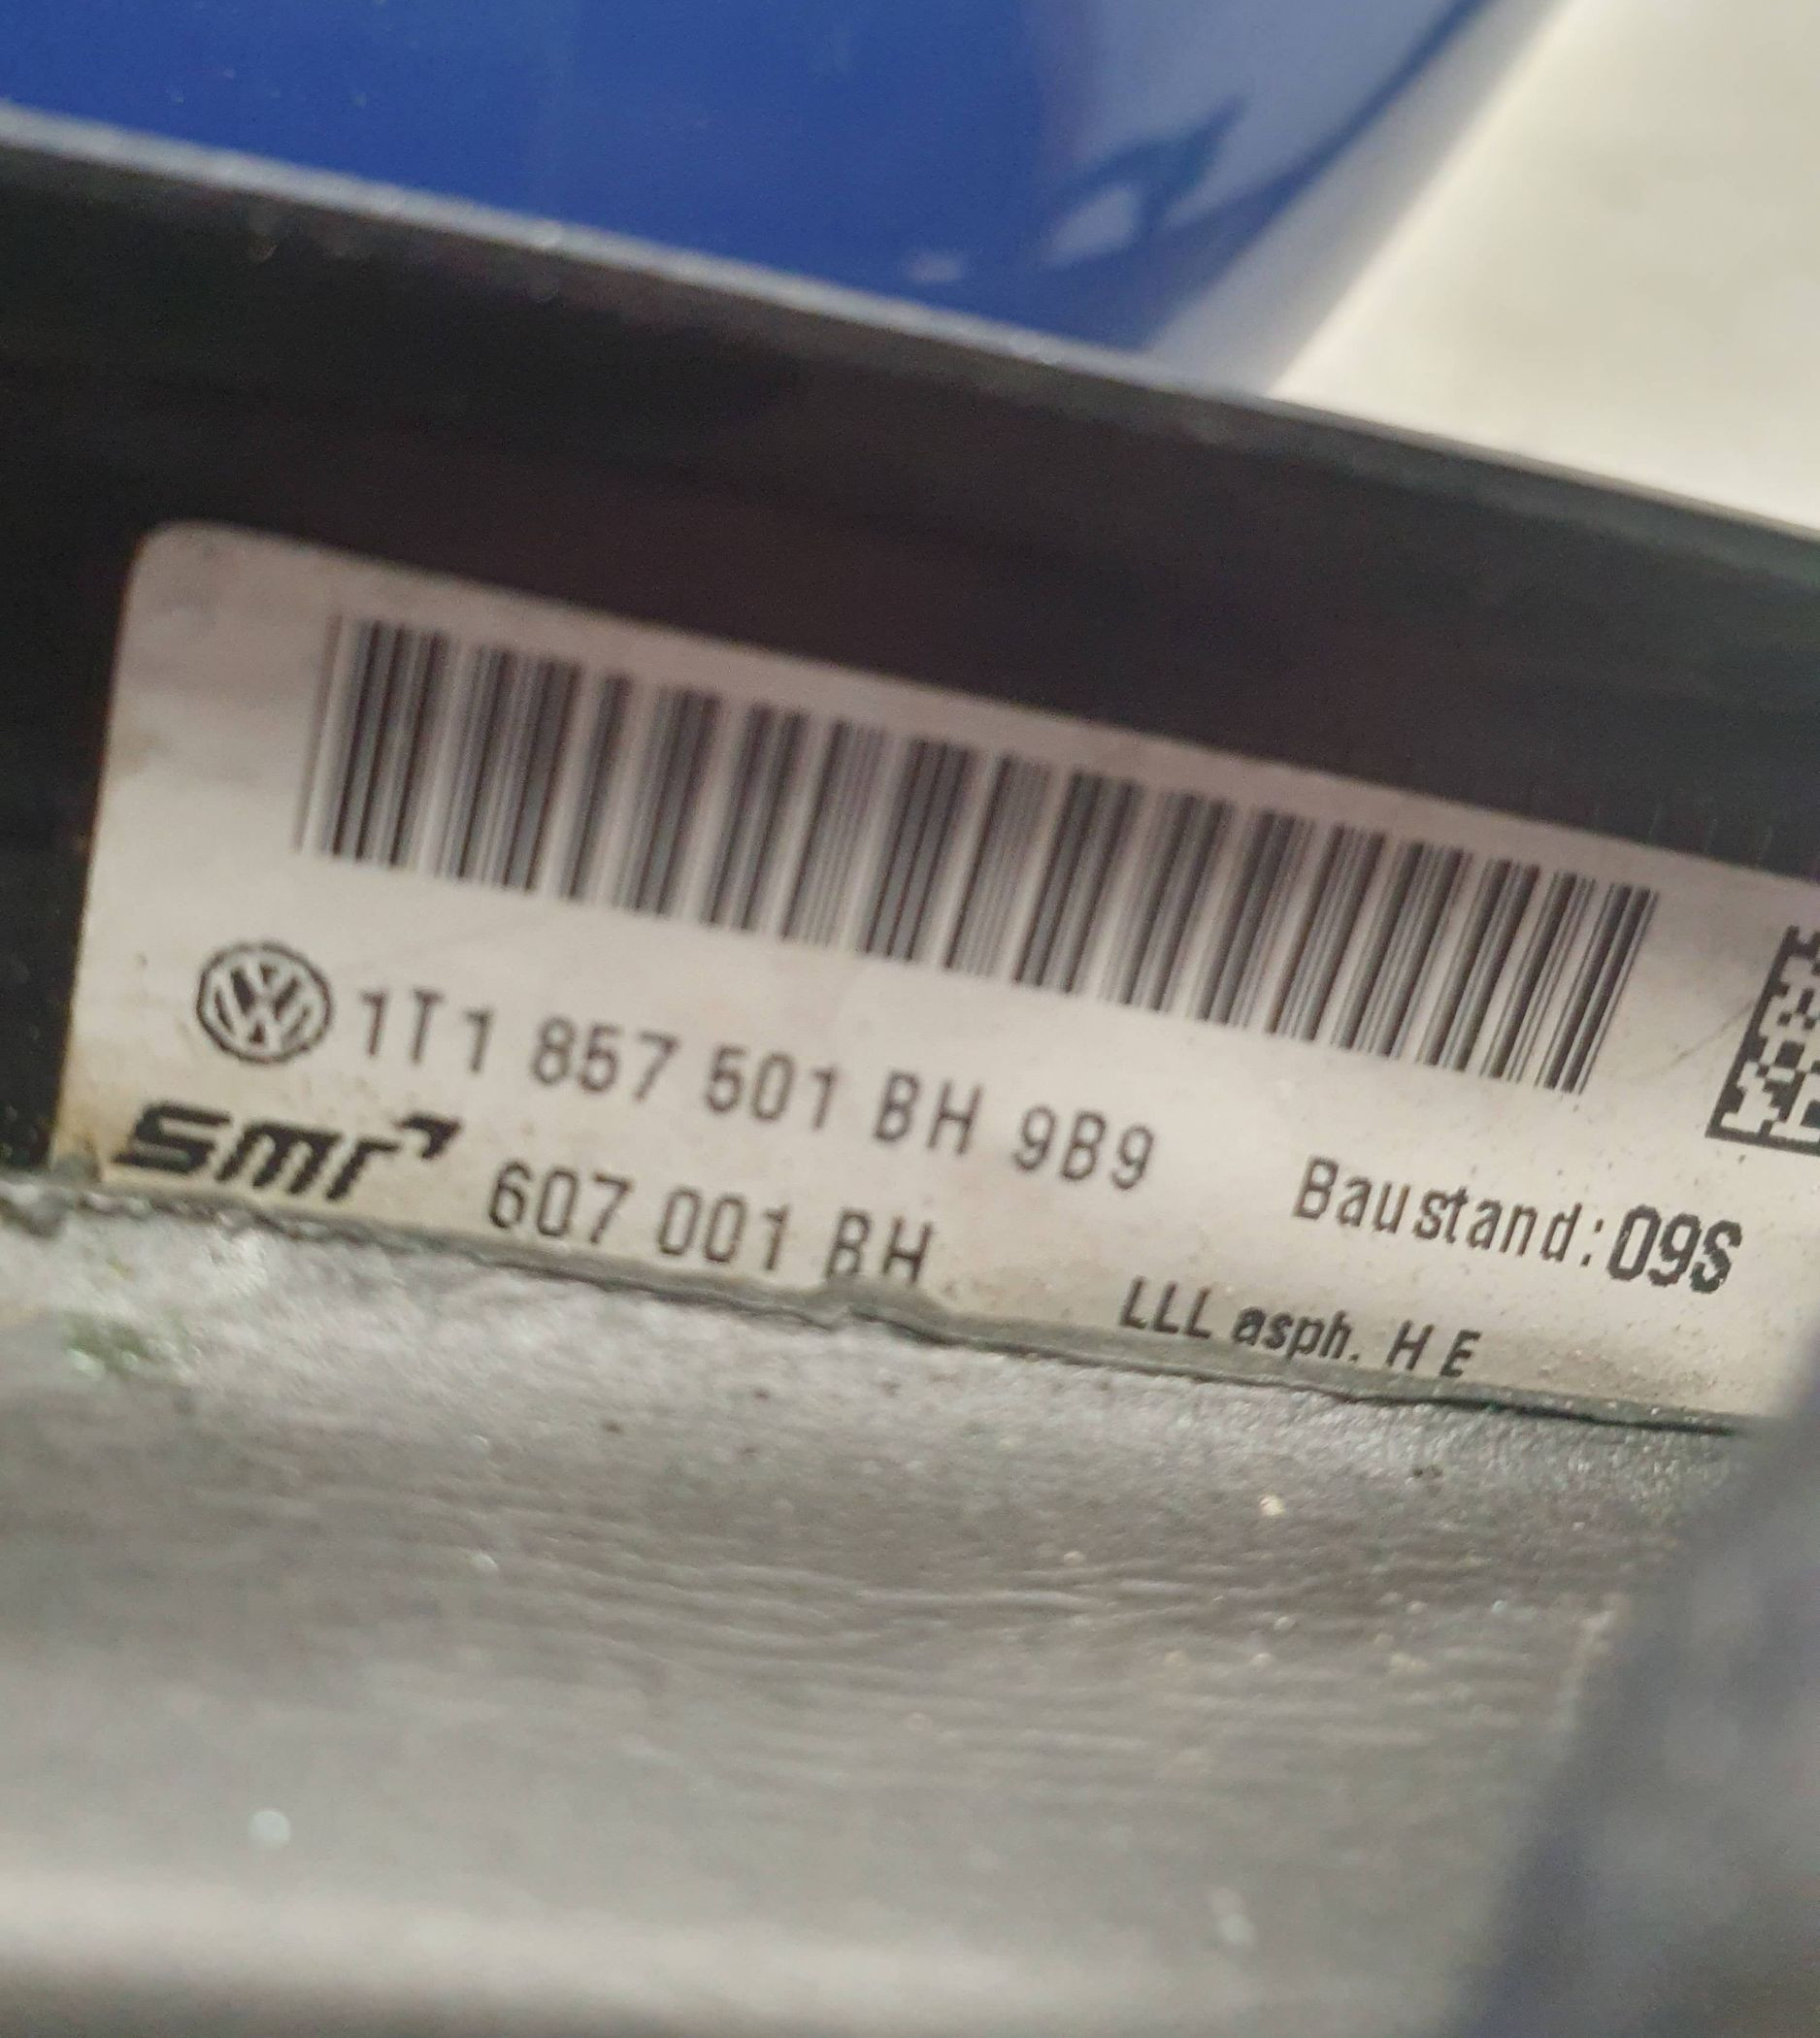 1T1 857 501 BH 9B9
smr 607 001 BH
Baustand: 09S
LLL asph. H E